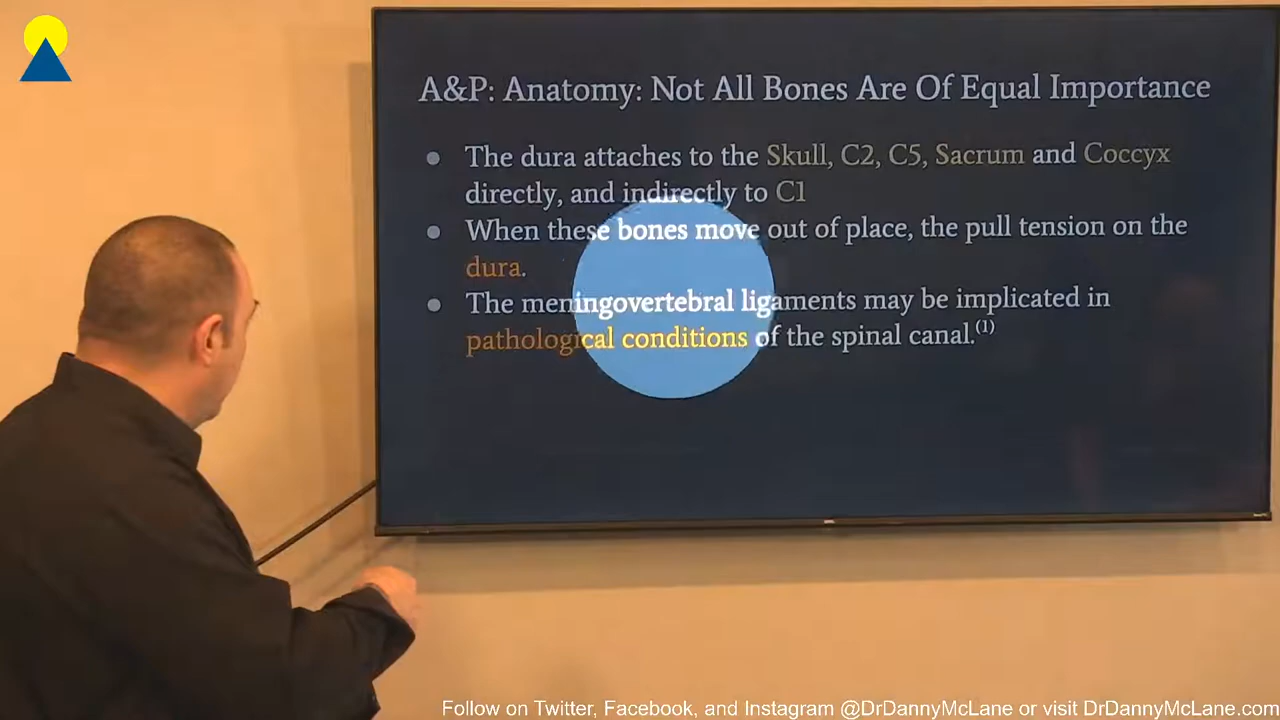 A&P: Anatomy: Not All Bones Are Of Equal Importance
● The dura attaches to the Skull, C2, C5, Sacrum and Coccyx
directly, and indirectly to C1
● When these bones move out of place, the pull tension on the
dura.
● The meningovertebral ligaments may be implicated in
pathological conditions of the spinal canal.(1)
Follow on Twitter, Facebook, and Instagram @DrDannyMcLane or visit DrDannyMcLane.com